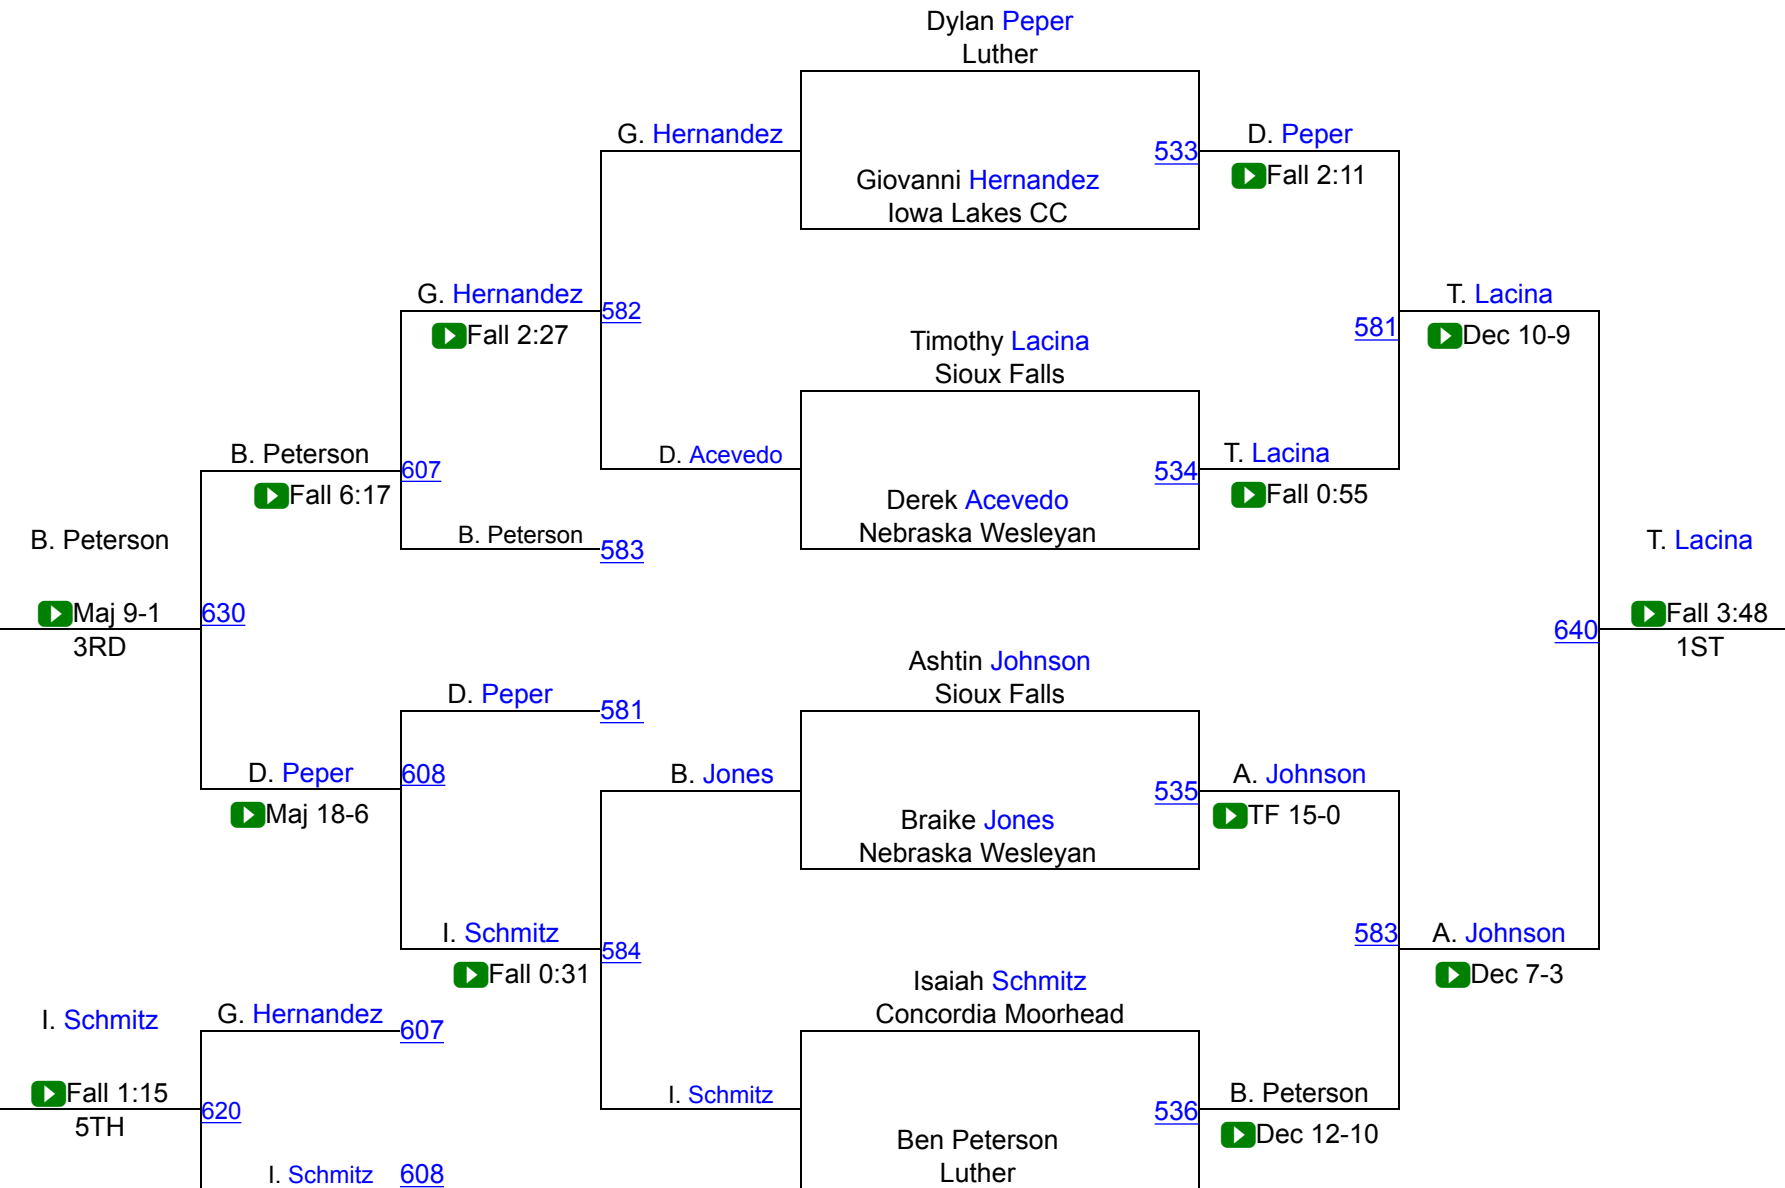 Dylan Peper
Luther
G. Hernandez
533
D. Peper
Fall 2:11
Giovanni Hernandez
Iowa Lakes CC
G. Hernandez
Fall 2:27
582
T. Lacina
Dec 10-9
581
Timothy Lacina
Sioux Falls
B. Peterson
Fall 6:17
607
D. Acevedo
534
T. Lacina
Fall 0:55
Derek Acevedo
Nebraska Wesleyan
B. Peterson
583
B. Peterson
Maj 9-1
3RD
630
T. Lacina
Fall 3:48
1ST
640
Ashtin Johnson
Sioux Falls
D. Peper
581
D. Peper
Maj 18-6
608
B. Jones
535
A. Johnson
TF 15-0
Braike Jones
Nebraska Wesleyan
I. Schmitz
Fall 0:31
584
583
A. Johnson
Dec 7-3
Isaiah Schmitz
Concordia Moorhead
I. Schmitz
Fall 1:15
5TH
G. Hernandez
607
620
I. Schmitz
536
B. Peterson
Dec 12-10
Ben Peterson
Luther
I. Schmitz
608